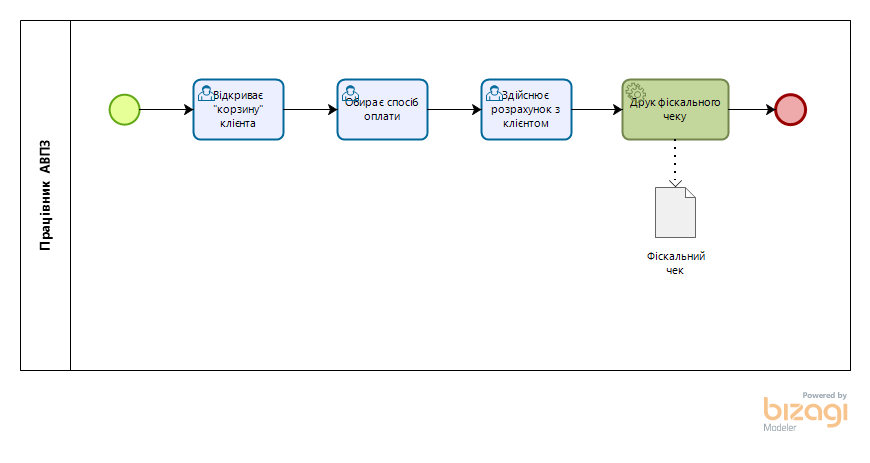 Працівник АВПЗ
Відкриває
"корзину"
клієнта
Обирає спосіб
оплати
Здійснює
розрахунок з
клієнтом
Друк фіскального
чеку
Фіскальний
чек
Powered by
bizagi
Modeler